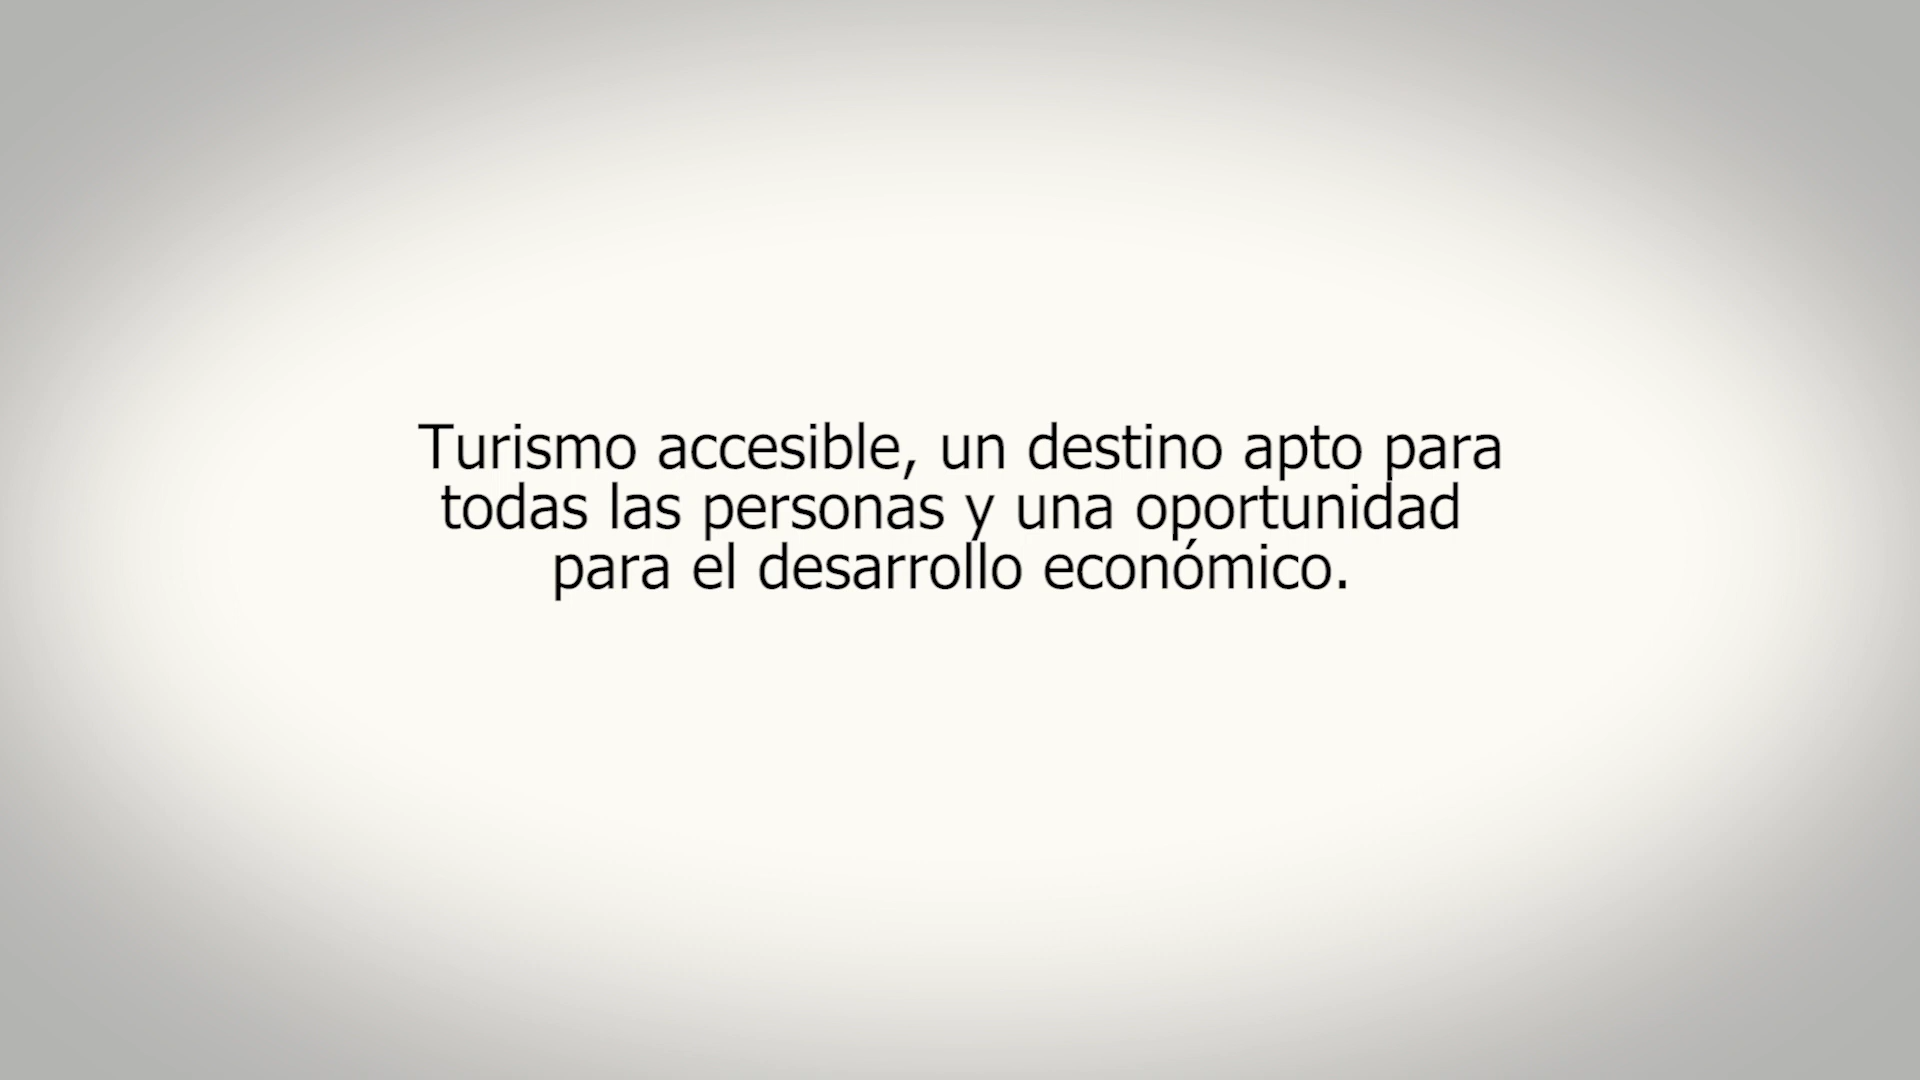 Turismo accesible, un destino apto para
todas las personas y una oportunidad
para el desarrollo económico.